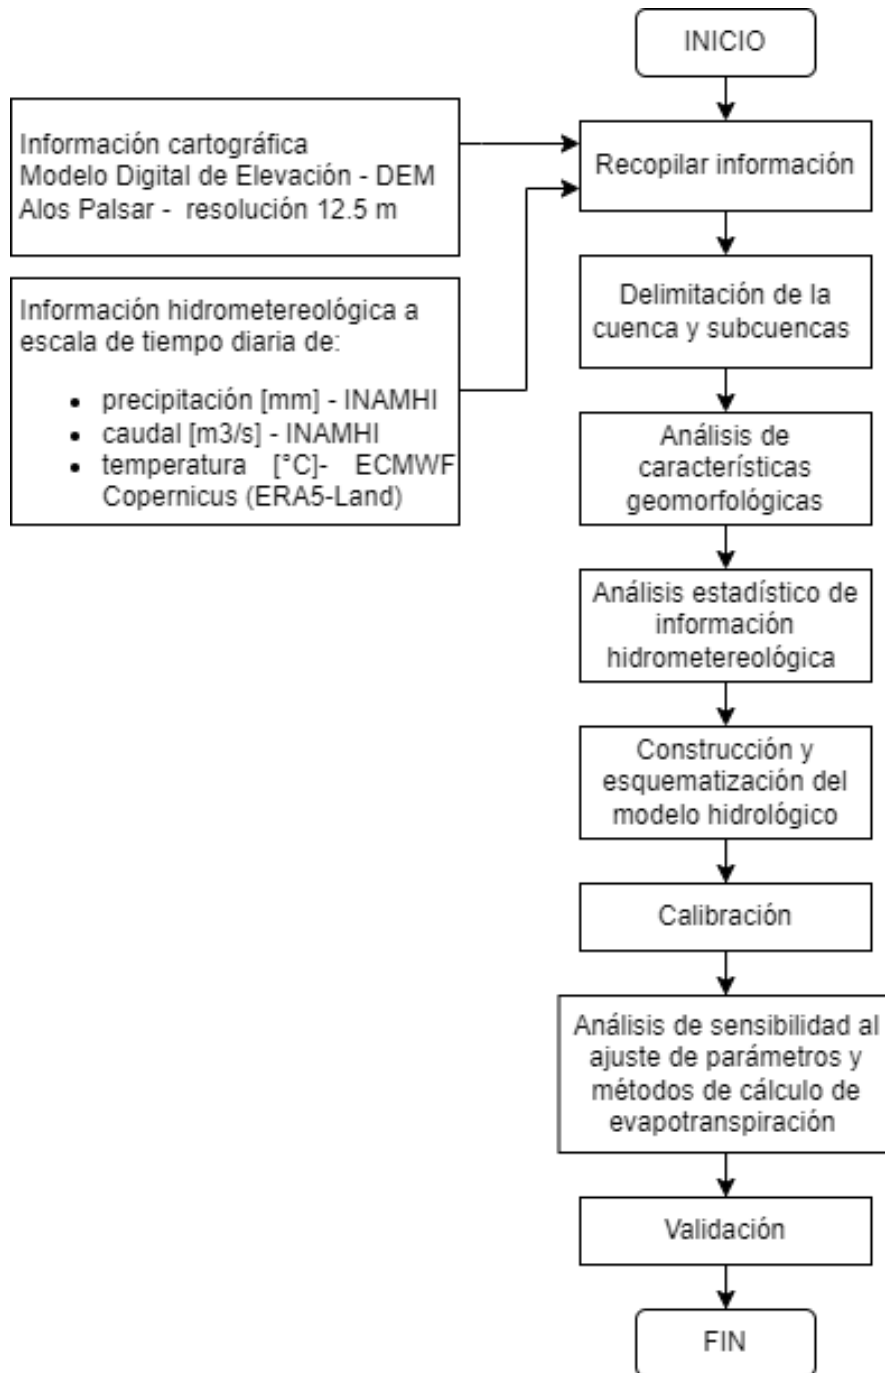 INICIO
Información cartográfica
Modelo Digital de Elevación - DEM
Alos Palsar - resolución 12.5 m
Recopilar información
Información hidrometereológica a
escala de tiempo diaria de:
• precipitación [mm] - INAMHI
• caudal [m3/s] - INAMHI
• temperatura [°C]- ECMWF
Copernicus (ERA5-Land)
Delimitación de la
cuenca y subcuencas
Análisis de
características
geomorfológicas
Análisis estadístico de
información
hidrometereológica
Construcción y
esquematización del
modelo hidrológico
Calibración
Análisis de sensibilidad al
ajuste de parámetros y
métodos de cálculo de
evapotranspiración
Validación
FIN